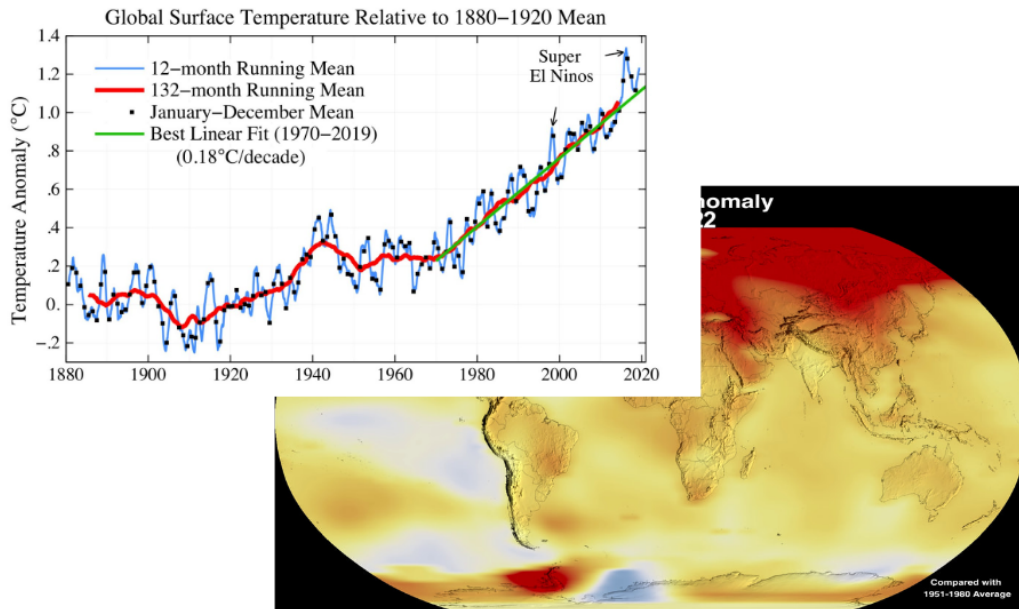 Global Surface Temperature Relative to 1880−1920 Mean
Temperature Anomaly (°C)
1.4
1.2
1.0
.8
.6
.4
.2
0.
−.2
12−month Running Mean
132−month Running Mean
January−December Mean
Best Linear Fit (1970−2019)
(0.18°C/decade)
Super
El Ninos
1880
1900
1920
1940
1960
1980
2000
2020
nomaly
22
Compared with
1951-1980 Average